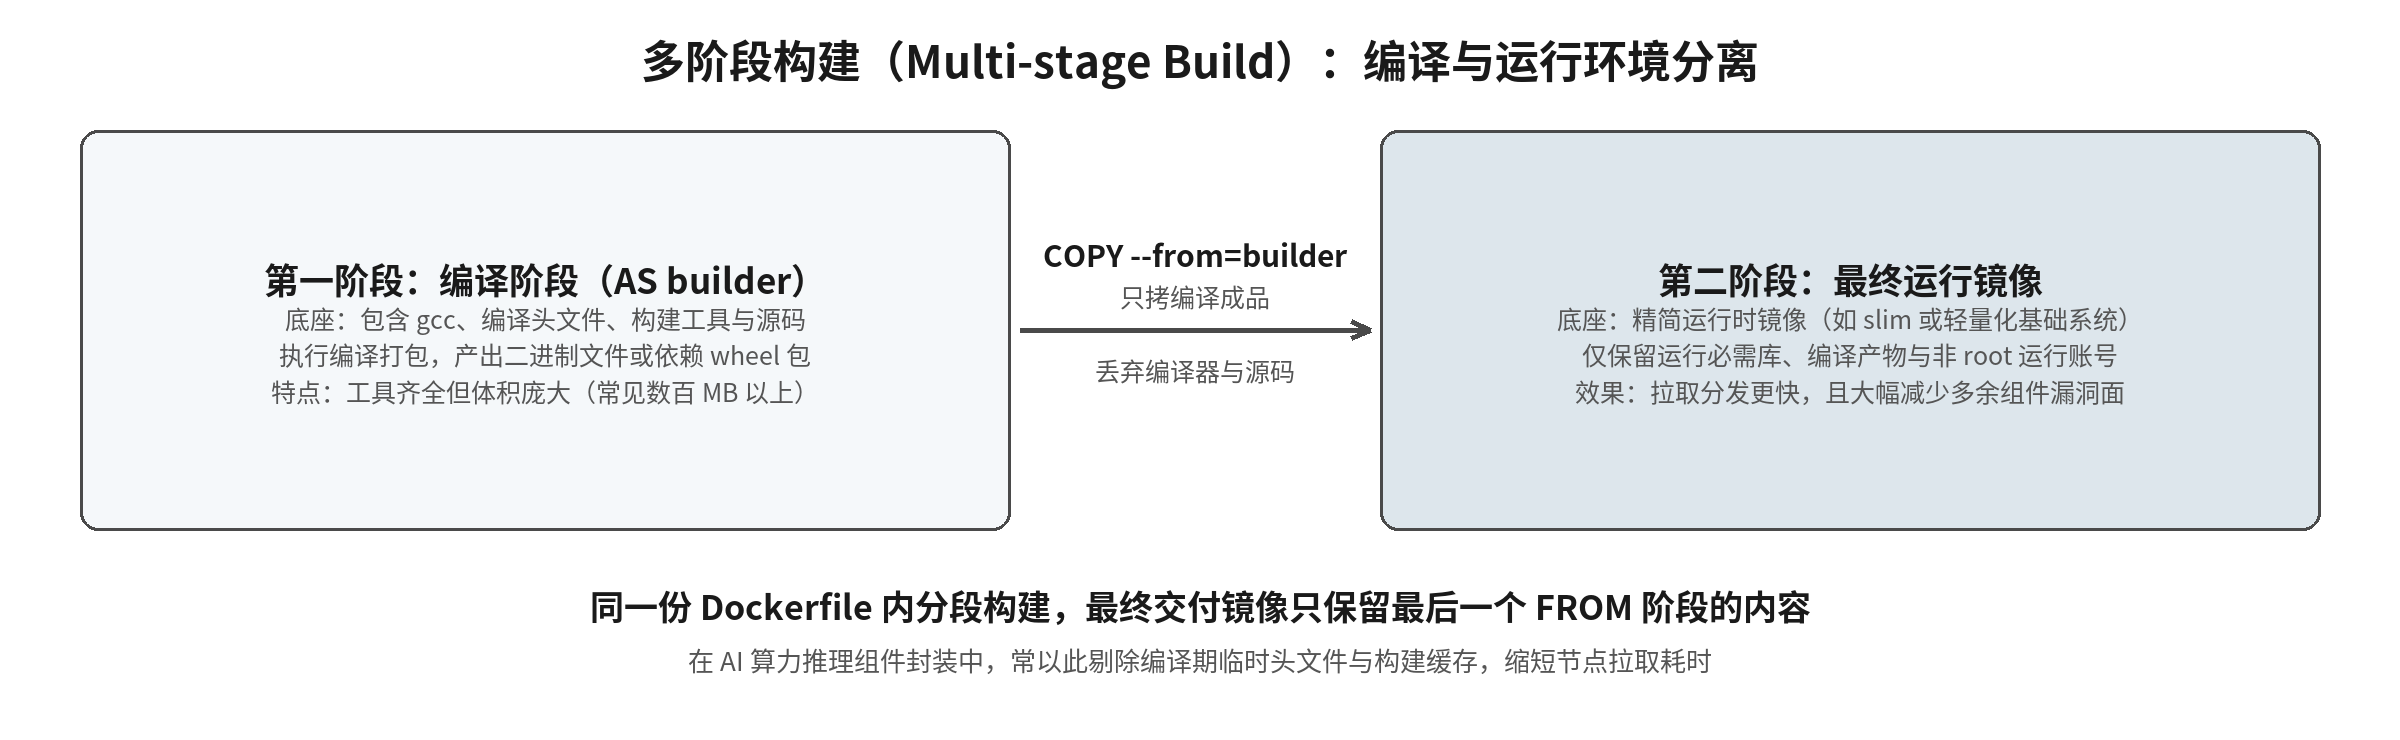 多阶段构建（Multi-stage Build）：编译与运行环境分离
第一阶段：编译阶段（AS builder）
底座：包含 gcc、编译头文件、构建工具与源码
执行编译打包，产出二进制文件或依赖 wheel 包
特点：工具齐全但体积庞大（常见数百 MB 以上）
COPY --from=builder
只拷编译成品
丢弃编译器与源码
第二阶段：最终运行镜像
底座：精简运行时镜像（如 slim 或轻量化基础系统）
仅保留运行必需库、编译产物与非 root 运行账号
效果：拉取分发更快，且大幅减少多余组件漏洞面
同一份 Dockerfile 内分段构建，最终交付镜像只保留最后一个 FROM 阶段的内容
在 AI 算力推理组件封装中，常以此剔除编译期临时头文件与构建缓存，缩短节点拉取耗时